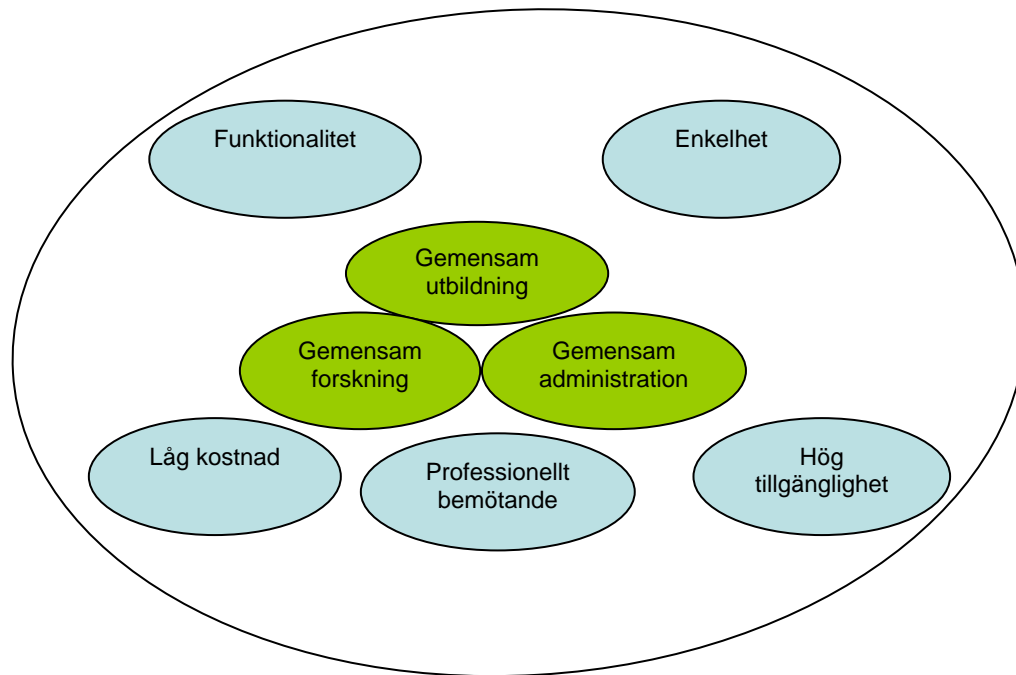 Funktionalitet
Enkelhet
Gemensam
utbildning
Gemensam
forskning
Gemensam
administration
Låg kostnad
Professionellt
bemötande
Hög
tillgänglighet